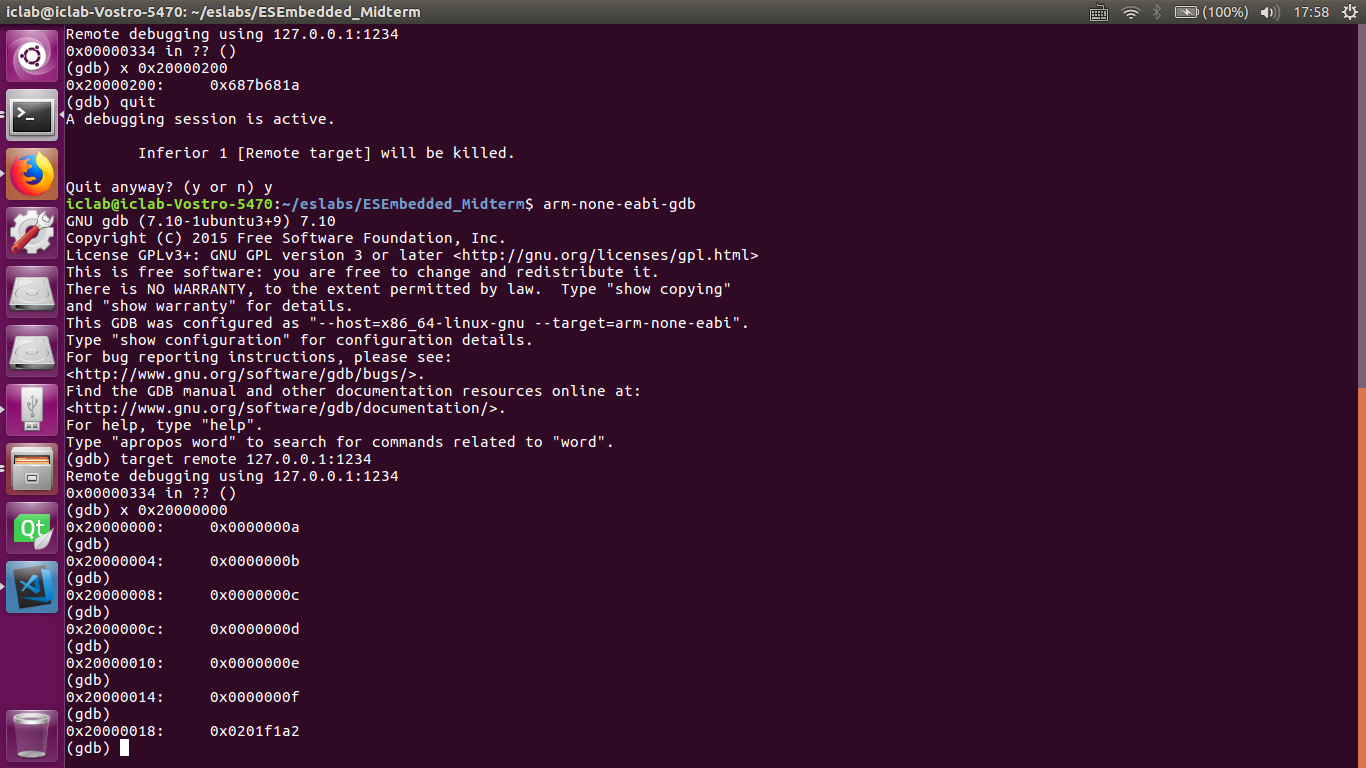 iclab@iclab-Vostro-5470: ~/eslabs/ESEmbedded_Midterm (100%) 17:58
Remote debugging using 127.0.0.1:1234
0x00000334 in ?? ()
(gdb) x 0x20000200
0x20000200: 0x687b681a
(gdb) quit
A debugging session is active.
Inferior 1 [Remote target] will be killed.
Quit anyway? (y or n) y
iclab@iclab-Vostro-5470:~/eslabs/ESEmbedded_Midterm$ arm-none-eabi-gdb
GNU gdb (7.10-1ubuntu3+9) 7.10
Copyright (C) 2015 Free Software Foundation, Inc.
License GPLv3+: GNU GPL version 3 or later <http://gnu.org/licenses/gpl.html>
This is free software: you are free to change and redistribute it.
There is NO WARRANTY, to the extent permitted by law.  Type "show copying"
and "show warranty" for details.
This GDB was configured as "--host=x86_64-linux-gnu --target=arm-none-eabi".
Type "show configuration" for configuration details.
For bug reporting instructions, please see:
<http://www.gnu.org/software/gdb/bugs/>.
Find the GDB manual and other documentation resources online at:
<http://www.gnu.org/software/gdb/documentation/>.
For help, type "help".
Type "apropos word" to search for commands related to "word".
(gdb) target remote 127.0.0.1:1234
Remote debugging using 127.0.0.1:1234
0x00000334 in ?? ()
(gdb) x 0x20000000
0x20000000: 0x0000000a
(gdb)
0x20000004: 0x0000000b
(gdb)
0x20000008: 0x0000000c
(gdb)
0x2000000c: 0x0000000d
(gdb)
0x20000010: 0x0000000e
(gdb)
0x20000014: 0x0000000f
(gdb)
0x20000018: 0x0201f1a2
(gdb)
Qt